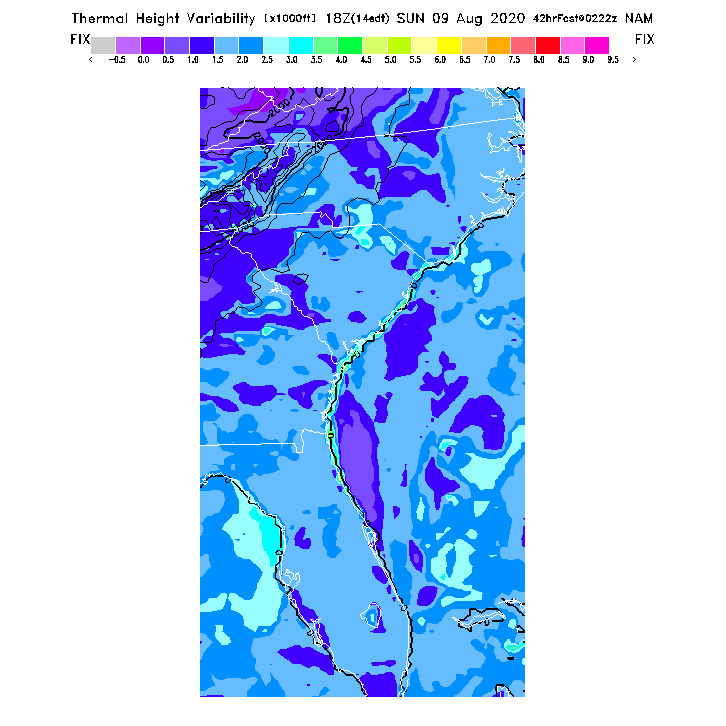 Thermal Height Variability [x1000ft] 18Z(14edt) SUN 09 Aug 2020 42hrFcst@0222z NAM
FIX FIX
< -0.5 0.0 0.5 1.0 1.5 2.0 2.5 3.0 3.5 4.0 4.5 5.0 5.5 6.0 6.5 7.0 7.5 8.0 8.5 9.0 9.5 >
2000